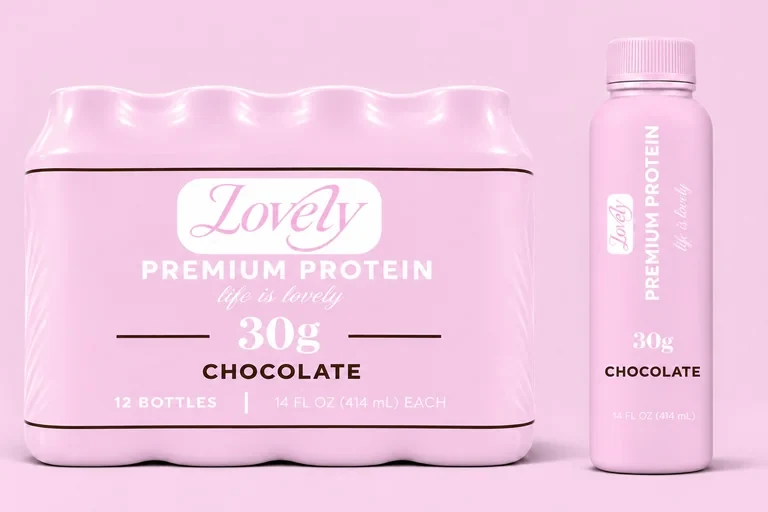 Lovely
PREMIUM PROTEIN
life is lovely
30g
CHOCOLATE
12 BOTTLES | 14 FL OZ (414 mL) EACH
Lovely
PREMIUM PROTEIN
life is lovely
30g
CHOCOLATE
14 FL OZ (414 mL)